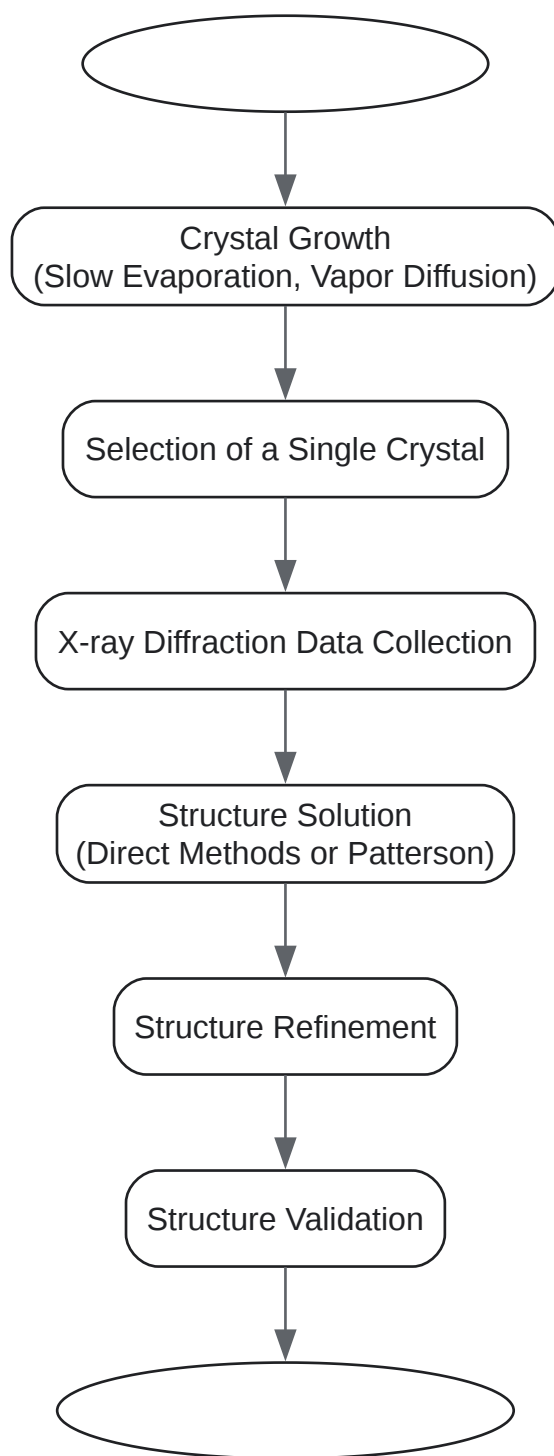 Crystal Growth
(Slow Evaporation, Vapor Diffusion)
Selection of a Single Crystal
X-ray Diffraction Data Collection
Structure Solution
(Direct Methods or Patterson)
Structure Refinement
Structure Validation